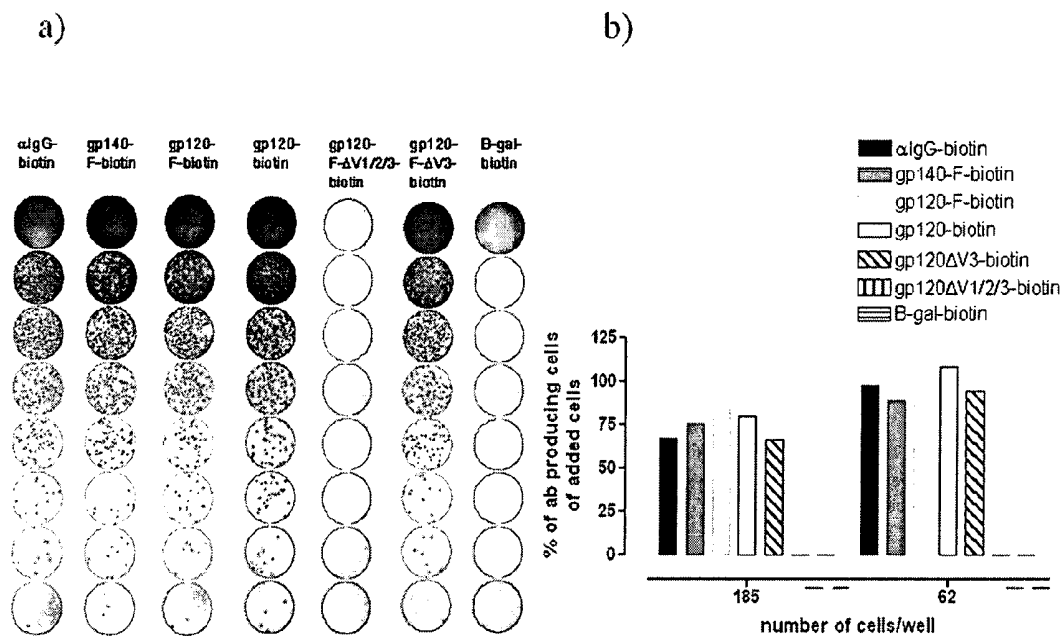 a)
b)
αIgG-
biotin
gp140-
F-biotin
gp120-
F-biotin
gp120-
biotin
gp120-
F-ΔV1/2/3-
biotin
gp120-
F-ΔV3-
biotin
B-gal-
biotin
αIgG-biotin
gp140-F-biotin
gp120-F-biotin
gp120-biotin
gp120ΔV3-biotin
gp120ΔV1/2/3-biotin
B-gal-biotin
% of ab producing cells
of added cells
125
100
75
50
25
0
185
62
number of cells/well